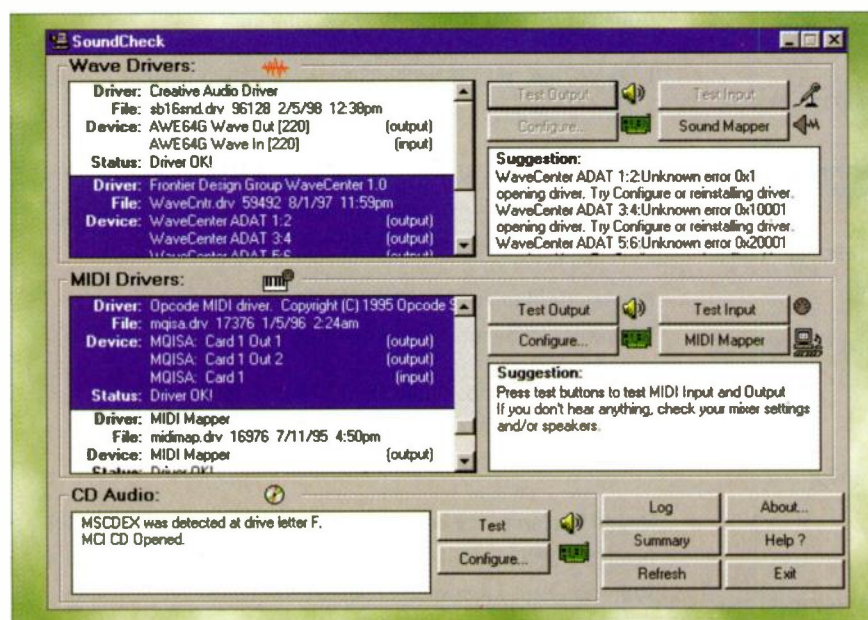 SoundCheck
Wave Drivers:
Driver: Creative Audio Driver
File: sb16snd.drv 96128 2/5/98 12:38pm
Device: AWE64G Wave Out [220] (output)
AWE64G Wave In [220] (input)
Status: Driver OK!
Driver: Frontier Design Group WaveCenter 1.0
File: WaveCntr.drv 59492 8/1/97 11:59pm
Device: WaveCenter ADAT 1:2 (output)
WaveCenter ADAT 3:4 (output)
WaveCenter ADAT 5:6 (output)
Test Output Test Input
Configure... Sound Mapper
Suggestion:
WaveCenter ADAT 1:2:Unknown error 0x1
opening driver. Try Configure or reinstalling driver.
WaveCenter ADAT 3:4:Unknown error 0x10001
opening driver. Try Configure or reinstalling driver.
WaveCenter ADAT 5:6:Unknown error 0x20001
MIDI Drivers:
Driver: Opcode MIDI driver. Copyright (C) 1995 Opcode S
File: mqisa.drv 17376 1/5/96 2:24am
Device: MQISA: Card 1 Out 1 (output)
MQISA: Card 1 Out 2 (output)
MQISA: Card 1 (input)
Status: Driver OK!
Driver: MIDI Mapper
File: midimap.drv 16976 7/11/95 4:50pm
Device: MIDI Mapper (output)
Status: Driver OK!
Test Output Test Input
Configure... MIDI Mapper
Suggestion:
Press test buttons to test MIDI Input and Output
If you don't hear anything, check your mixer settings
and/or speakers.
CD Audio:
MSCDEX was detected at drive letter F.
MCI CD Opened.
Test
Configure...
Log About...
Summary Help ?
Refresh Exit